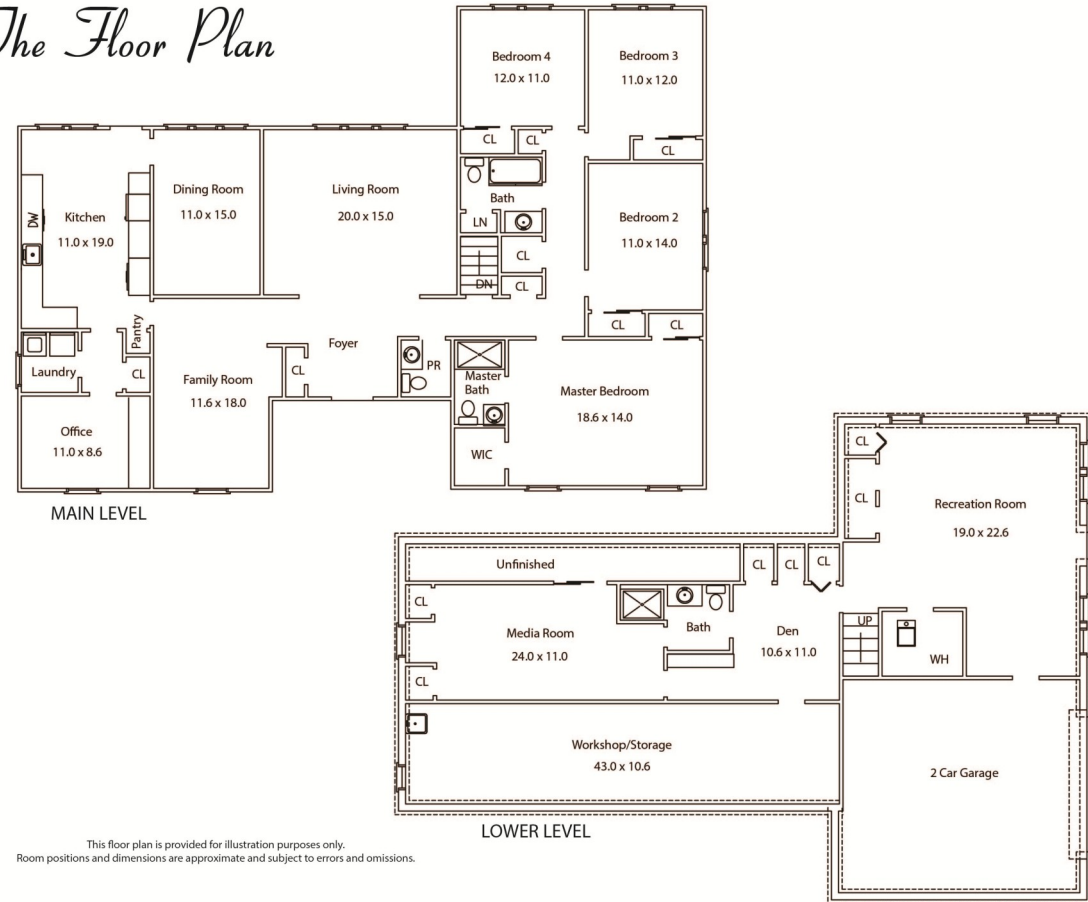 The Floor Plan
Bedroom 4
12.0 x 11.0
Bedroom 3
11.0 x 12.0
CL
CL
CL
Kitchen
11.0 x 19.0
DW
Dining Room
11.0 x 15.0
Living Room
20.0 x 15.0
Bath
LN
CL
DN
CL
Bedroom 2
11.0 x 14.0
CL
CL
Pantry
Laundry
CL
Family Room
11.6 x 18.0
CL
Foyer
PR
Master
Bath
Master Bedroom
18.6 x 14.0
Office
11.0 x 8.6
WIC
MAIN LEVEL
CL
CL
Recreation Room
19.0 x 22.6
Unfinished
CL
CL
CL
CL
Media Room
24.0 x 11.0
Bath
Den
10.6 x 11.0
UP
WH
CL
Workshop/Storage
43.0 x 10.6
2 Car Garage
LOWER LEVEL
This floor plan is provided for illustration purposes only.
Room positions and dimensions are approximate and subject to errors and omissions.